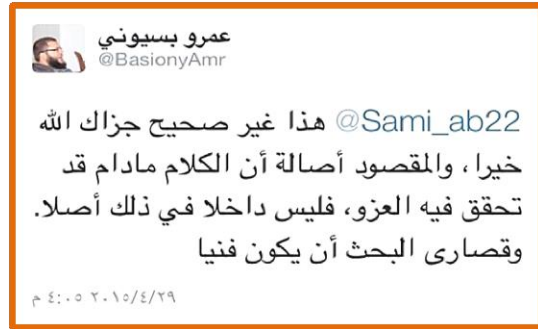 عمرو بسيوني
@BasionyAmr
@Sami_ab22 هذا غير صحيح جزاك الله
خيرا، والمقصود أصالة أن الكلام مادام قد
تحقق فيه العزو، فليس داخلا في ذلك أصلا.
وقصارى البحث أن يكون فنيا
٢٠١٥/٤/٢٩ ٤:٠٥ م